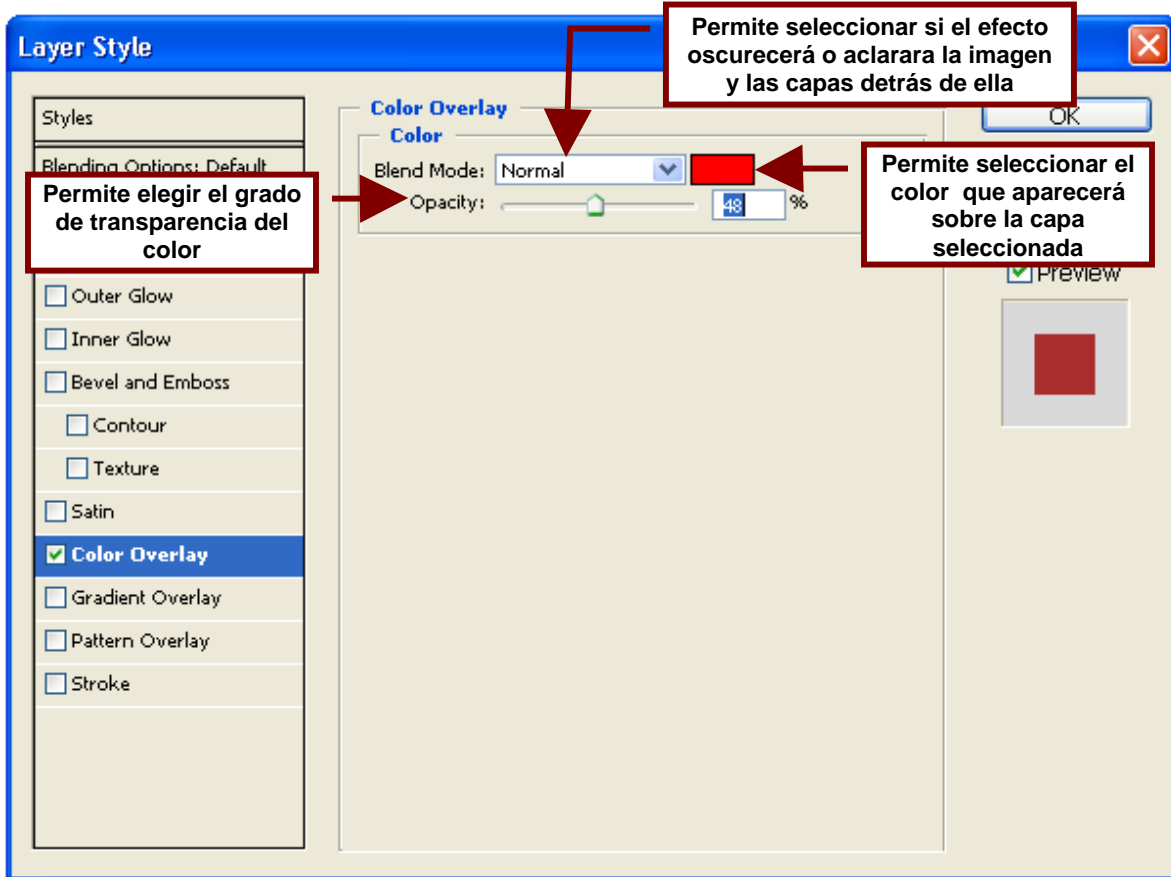 Layer Style
Permite seleccionar si el efecto
oscurecerá o aclarara la imagen
y las capas detrás de ella
Styles
Blending Options: Default
Permite elegir el grado
de transparencia del
color
Outer Glow
Inner Glow
Bevel and Emboss
Contour
Texture
Satin
Color Overlay
Gradient Overlay
Pattern Overlay
Stroke
Color Overlay
Color
Blend Mode: Normal
Opacity: 48 %
OK
Permite seleccionar el
color que aparecerá
sobre la capa
seleccionada
Preview